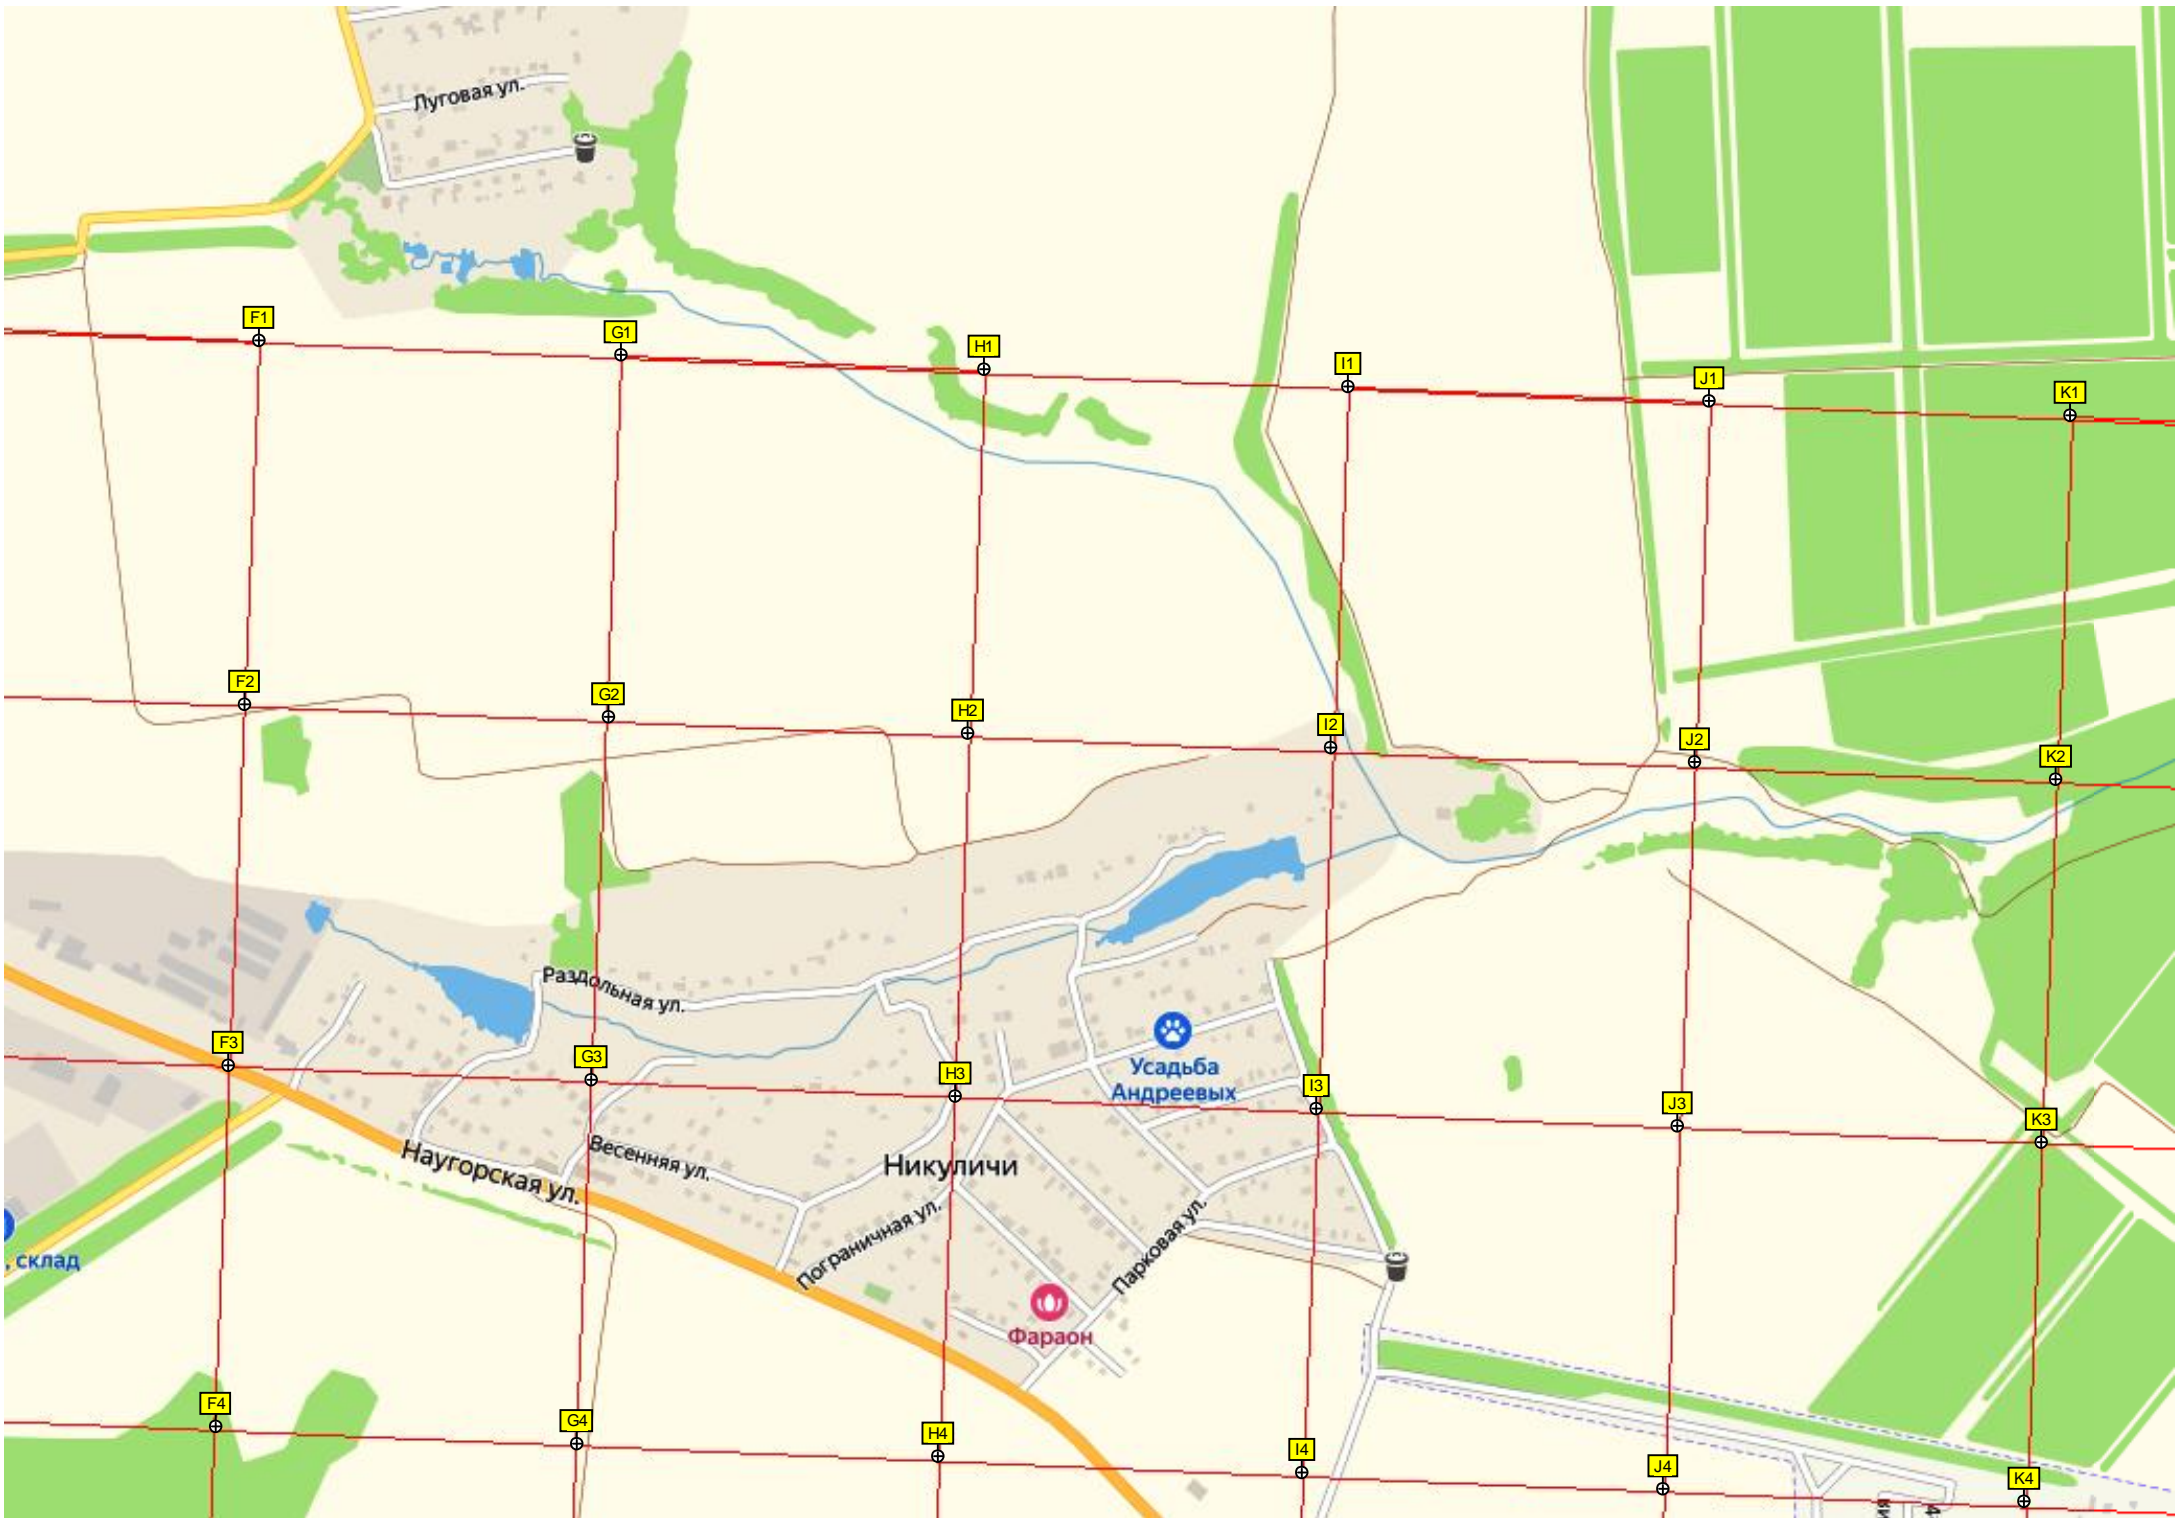 Луговая ул.
F1
G1
H1
I1
J1
K1
F2
G2
H2
I2
J2
K2
Раздольная ул.
Усадьба
Андреевых
F3
G3
H3
I3
J3
K3
Весенняя ул.
Наугорская ул.
Никуличи
Пограничная ул.
Парковая ул.
, склад
Фараон
F4
G4
H4
I4
J4
K4